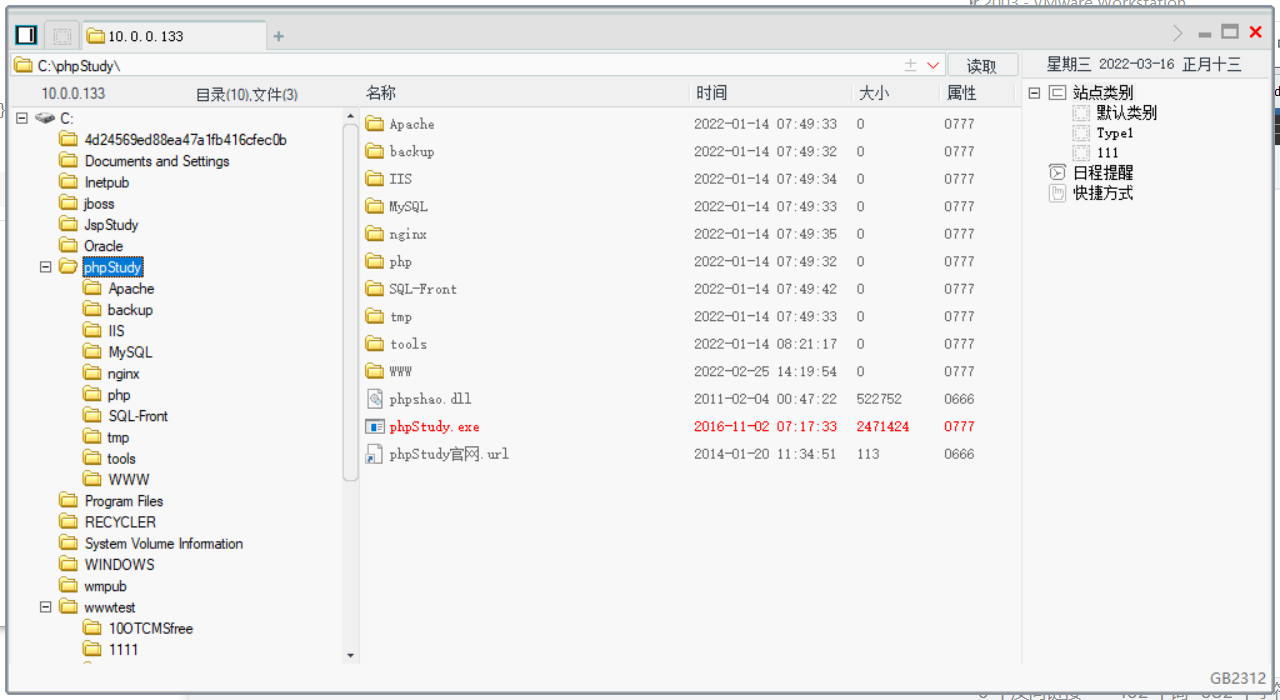 2003 - VMware Workstation
10.0.0.133
C:\phpStudy\
读取
星期三 2022-03-16 正月十三
10.0.0.133 目录(10),文件(3)
名称 时间 大小 属性
C:
4d24569ed88ea47a1fb416cfec0b
Documents and Settings
Inetpub
jboss
JspStudy
Oracle
phpStudy
Apache
backup
IIS
MySQL
nginx
php
SQL-Front
tmp
tools
WWW
Program Files
RECYCLER
System Volume Information
WINDOWS
wmpub
wwwtest
10OTCMSfree
1111
Apache 2022-01-14 07:49:33 0 0777
backup 2022-01-14 07:49:32 0 0777
IIS 2022-01-14 07:49:34 0 0777
MySQL 2022-01-14 07:49:33 0 0777
nginx 2022-01-14 07:49:35 0 0777
php 2022-01-14 07:49:32 0 0777
SQL-Front 2022-01-14 07:49:42 0 0777
tmp 2022-01-14 07:49:33 0 0777
tools 2022-01-14 08:21:17 0 0777
WWW 2022-02-25 14:19:54 0 0777
phpshao.dll 2011-02-04 00:47:22 522752 0666
phpStudy.exe 2016-11-02 07:17:33 2471424 0777
phpStudy官网.url 2014-01-20 11:34:51 113 0666
站点类别
默认类别
Type1
111
日程提醒
快捷方式
GB2312